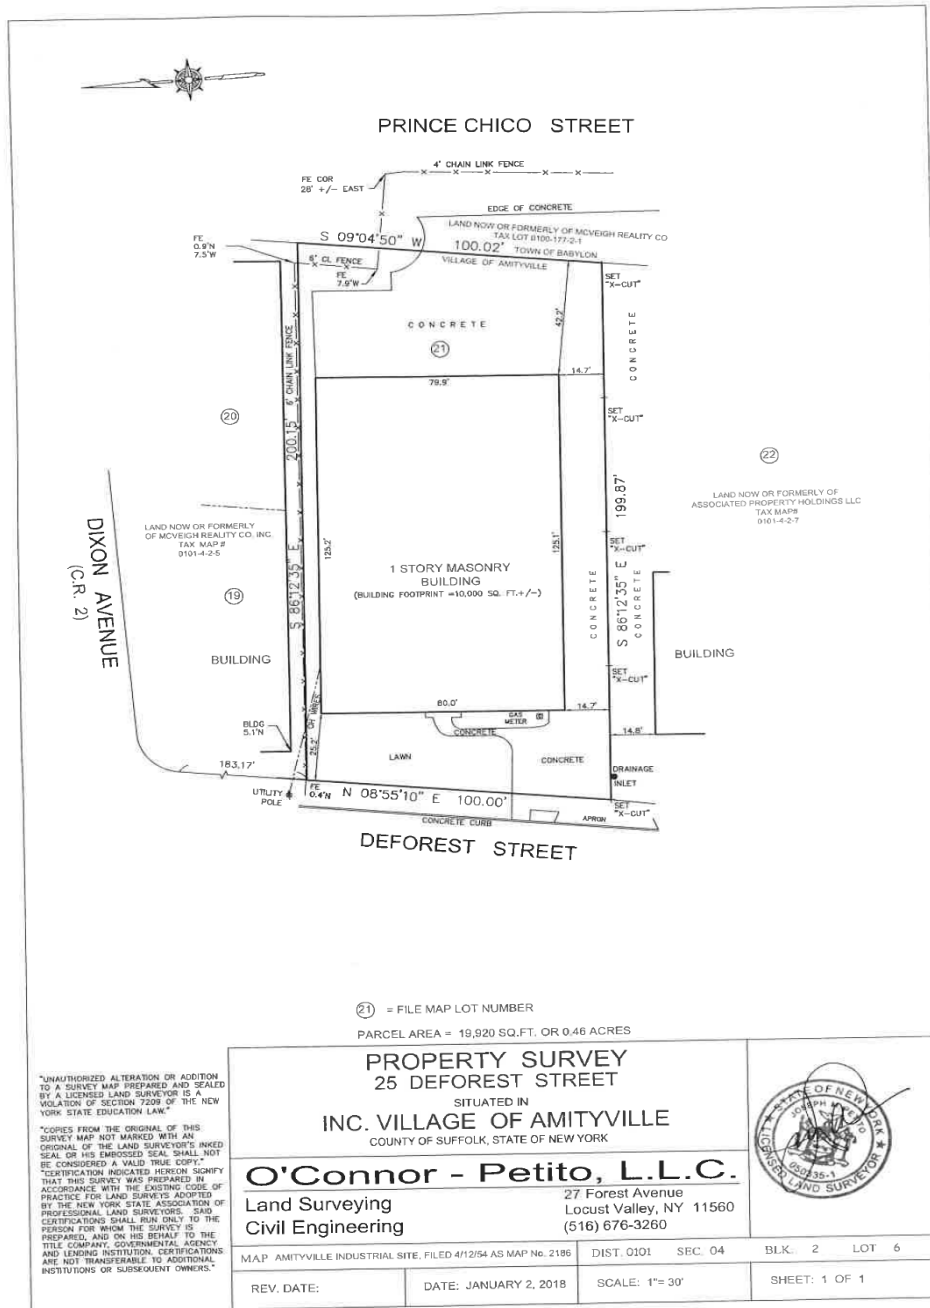 PRINCE CHICO STREET
4' CHAIN LINK FENCE
FE COR
28' +/- EAST
EDGE OF CONCRETE
LAND NOW OR FORMERLY OF MCVEIGH REALITY CO
TAX LOT 0100-177-2-1
S 09°04'50" W 100.02' TOWN OF BABYLON
VILLAGE OF AMITYVILLE
FE
0.9'N
7.5'W
6' CL FENCE
FE
7.9'W
SET
"X-CUT"
CONCRETE
21
42.2'
CONCRETE
6' CHAIN LINK FENCE
79.9'
14.7'
20
200.15'
SET
"X-CUT"
22
LAND NOW OR FORMERLY OF
ASSOCIATED PROPERTY HOLDINGS LLC
TAX MAP#
0101-4-2-7
199.87'
LAND NOW OR FORMERLY
OF MCVEIGH REALITY CO. INC.
TAX MAP #
0101-4-2-5
DIXON AVENUE
(C.R. 2)
S 86°12'35" E
125.2'
125.1'
SET
"X-CUT"
1 STORY MASONRY
BUILDING
(BUILDING FOOTPRINT =10,000 SQ. FT.+/-)
CONCRETE
S 86°12'35" E
CONCRETE
19
BUILDING
BUILDING
SET
"X-CUT"
OH WIRES
80.0'
14.7'
GAS
METER
BLDG
5.1'N
25.2'
CONCRETE
14.8'
LAWN
CONCRETE
183.17'
DRAINAGE
INLET
UTILITY
POLE
FE
0.4'N
N 08°55'10" E 100.00'
SET
"X-CUT"
CONCRETE CURB
APRON
DEFOREST STREET
21 = FILE MAP LOT NUMBER
PARCEL AREA = 19,920 SQ.FT. OR 0.46 ACRES
"UNAUTHORIZED ALTERATION OR ADDITION
TO A SURVEY MAP PREPARED AND SEALED
BY A LICENSED LAND SURVEYOR IS A
VIOLATION OF SECTION 7209 OF THE NEW
YORK STATE EDUCATION LAW."
"COPIES FROM THE ORIGINAL OF THIS
SURVEY MAP NOT MARKED WITH AN
ORIGINAL OF THE LAND SURVEYOR'S INKED
SEAL OR HIS EMBOSSED SEAL SHALL NOT
BE CONSIDERED A VALID TRUE COPY."
"CERTIFICATION INDICATED HEREON SIGNIFY
THAT THIS SURVEY WAS PREPARED IN
ACCORDANCE WITH THE EXISTING CODE OF
PRACTICE FOR LAND SURVEYS ADOPTED
BY THE NEW YORK STATE ASSOCIATION OF
PROFESSIONAL LAND SURVEYORS. SAID
CERTIFICATIONS SHALL RUN ONLY TO THE
PERSON FOR WHOM THE SURVEY IS
PREPARED, AND ON HIS BEHALF TO THE
TITLE COMPANY, GOVERNMENTAL AGENCY
AND LENDING INSTITUTION. CERTIFICATIONS
ARE NOT TRANSFERABLE TO ADDITIONAL
INSTITUTIONS OR SUBSEQUENT OWNERS."
PROPERTY SURVEY
25 DEFOREST STREET
SITUATED IN
INC. VILLAGE OF AMITYVILLE
COUNTY OF SUFFOLK, STATE OF NEW YORK
STATE OF NEW YORK
JOSEPH
LICENSED LAND SURVEYOR
O'Connor - Petito, L.L.C.
Land Surveying
Civil Engineering
27 Forest Avenue
Locust Valley, NY 11560
(516) 676-3260
MAP AMITYVILLE INDUSTRIAL SITE, FILED 4/12/54 AS MAP No. 2186
DIST. 0101 SEC. 04
BLK. 2 LOT 6
REV. DATE:
DATE: JANUARY 2, 2018
SCALE: 1"= 30'
SHEET: 1 OF 1